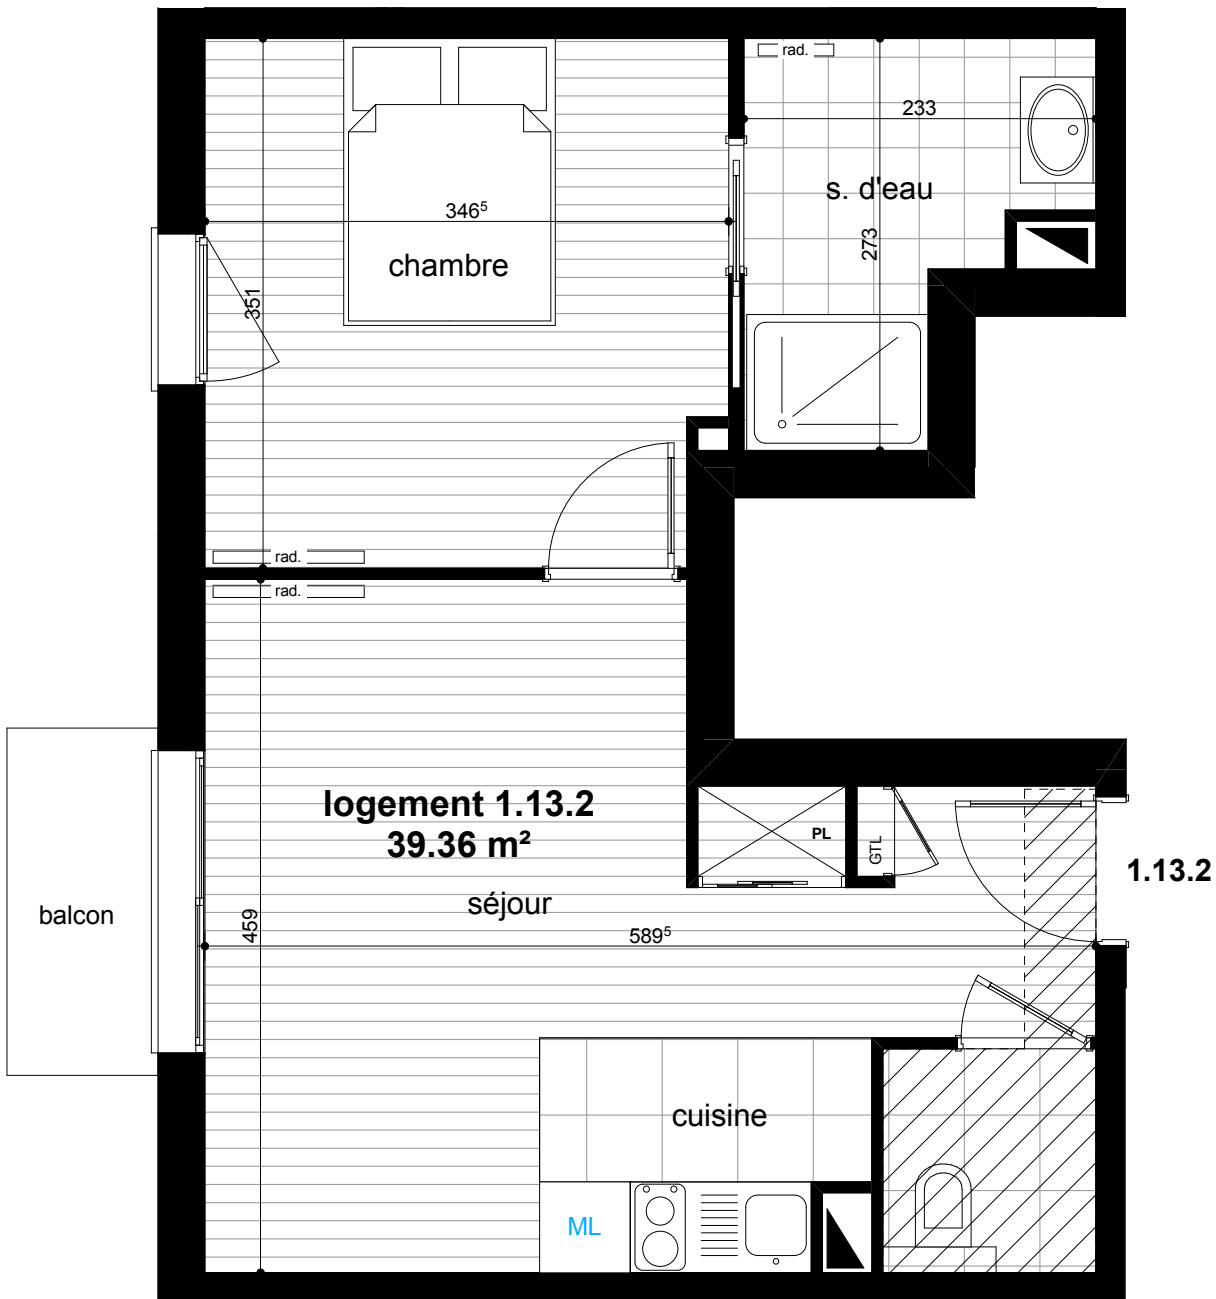 rad.
233
s. d'eau
346⁵
273
chambre
351
rad.
rad.
logement 1.13.2
39.36 m²
PL
GTL
1.13.2
séjour
balcon
459
589⁵
cuisine
ML